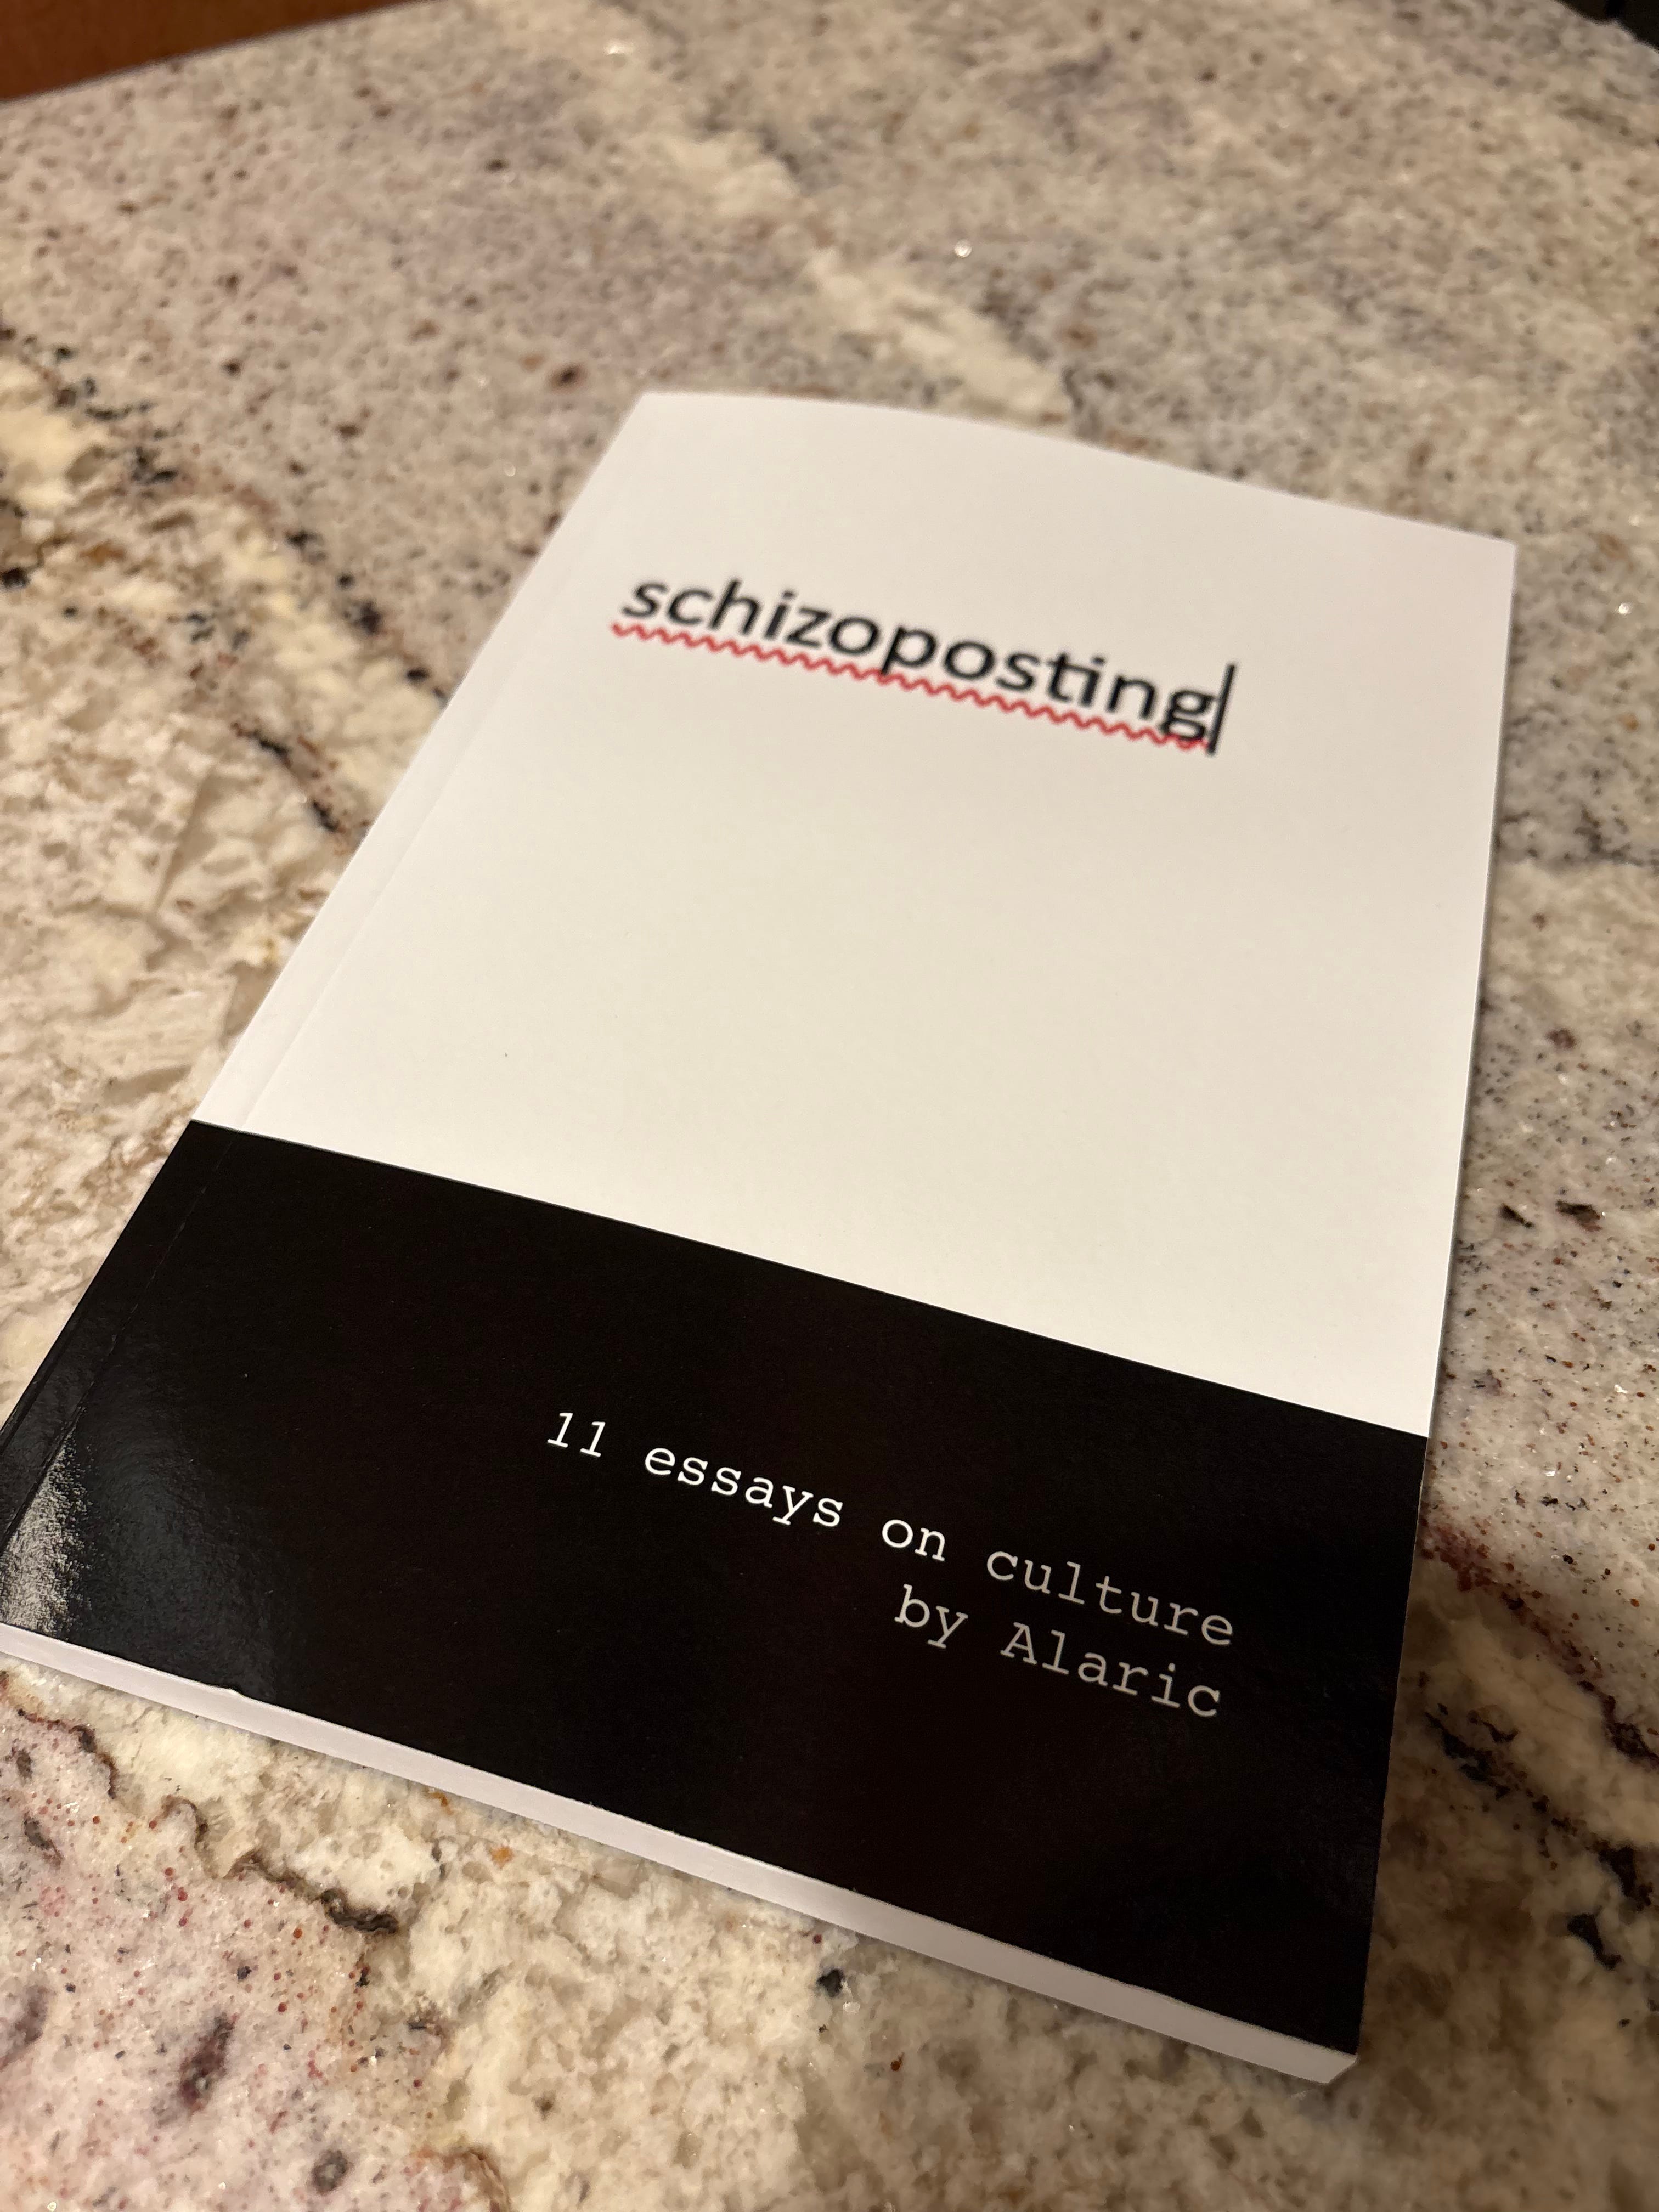 schizoposting
11 essays on culture
by Alaric